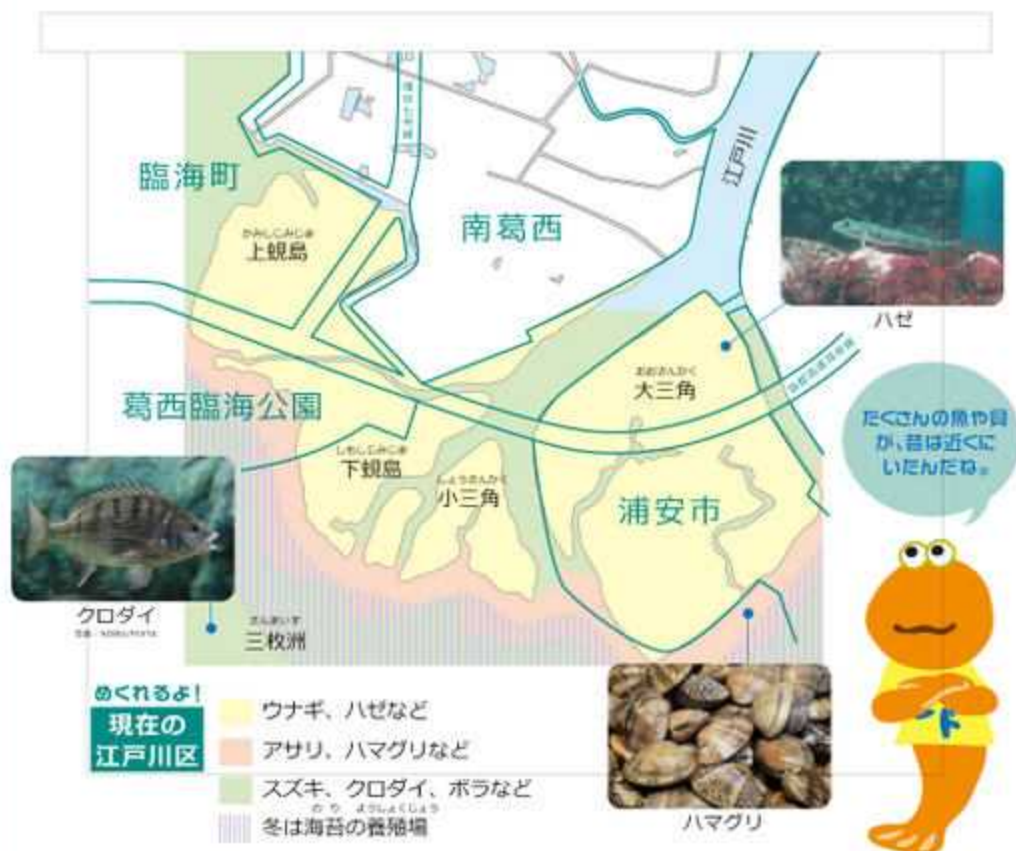 臨海町
かみしじみじま
上蜆島
南葛西
江戸川
ハゼ
おおさんかく
大三角
葛西臨海公園
しもしじみじま
下蜆島
しょうさんかく
小三角
浦安市
たくさんの魚や貝
が、昔は近くに
いたんだね。
クロダイ
さんまいす
三枚洲
めくれるよ!
現在の
江戸川区
ウナギ、ハゼなど
アサリ、ハマグリなど
スズキ、クロダイ、ボラなど
のり ようしょくじょう
冬は海苔の養殖場
ハマグリ